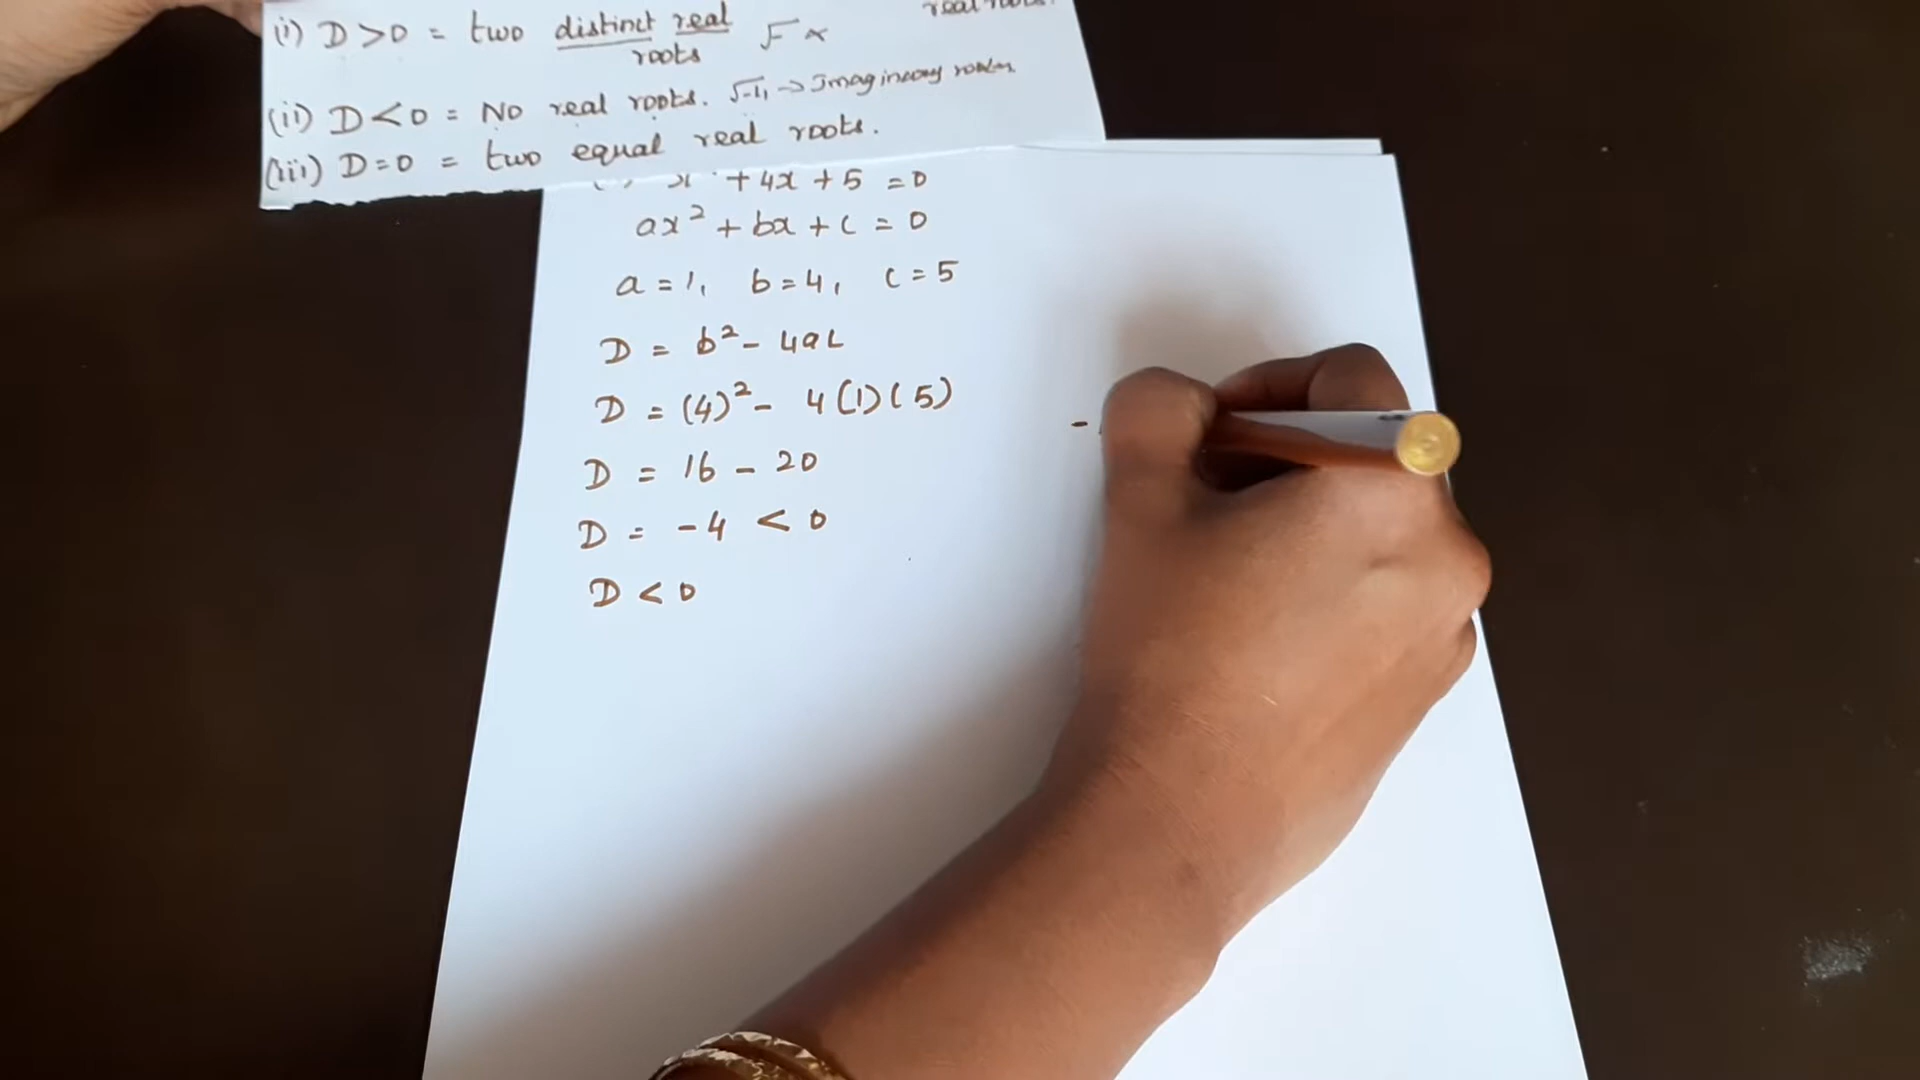 real roots.
(i) D > 0 = two distinct real
roots
(ii) D < 0 = No real roots. √-1, → Imaginary roots
(iii) D = 0 = two equal real roots.
+ 4x + 5 = 0
ax² + bx + c = 0
a = 1, b = 4, c = 5
D = b² - 4ac
D = (4)² - 4(1)(5)
D = 16 - 20
D = -4 < 0
D < 0
-